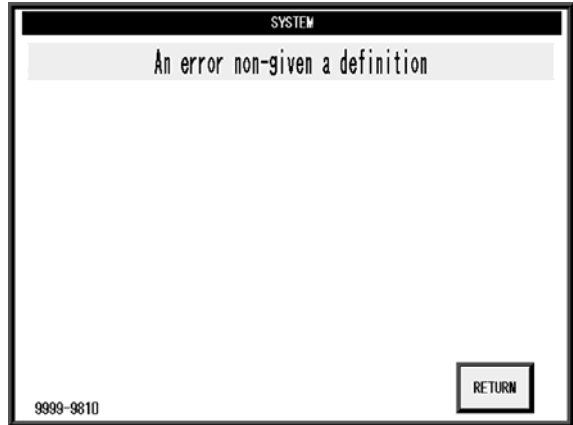 SYSTEM
An error non-given a definition
RETURN
9999-9810